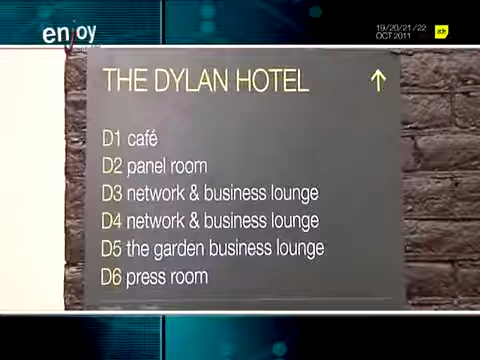 enjoy
19/20/21/22
OCT 2011
THE DYLAN HOTEL ↑
D1 café
D2 panel room
D3 network & business lounge
D4 network & business lounge
D5 the garden business lounge
D6 press room